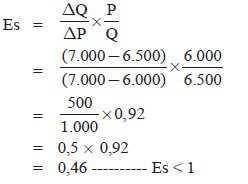 Es = ΔQ/ΔP × P/Q
= (7.000 – 6.500)/(7.000 – 6.000) × 6.000/6.500
= 500/1.000 × 0,92
= 0,5 × 0,92
= 0,46 ---------- Es < 1